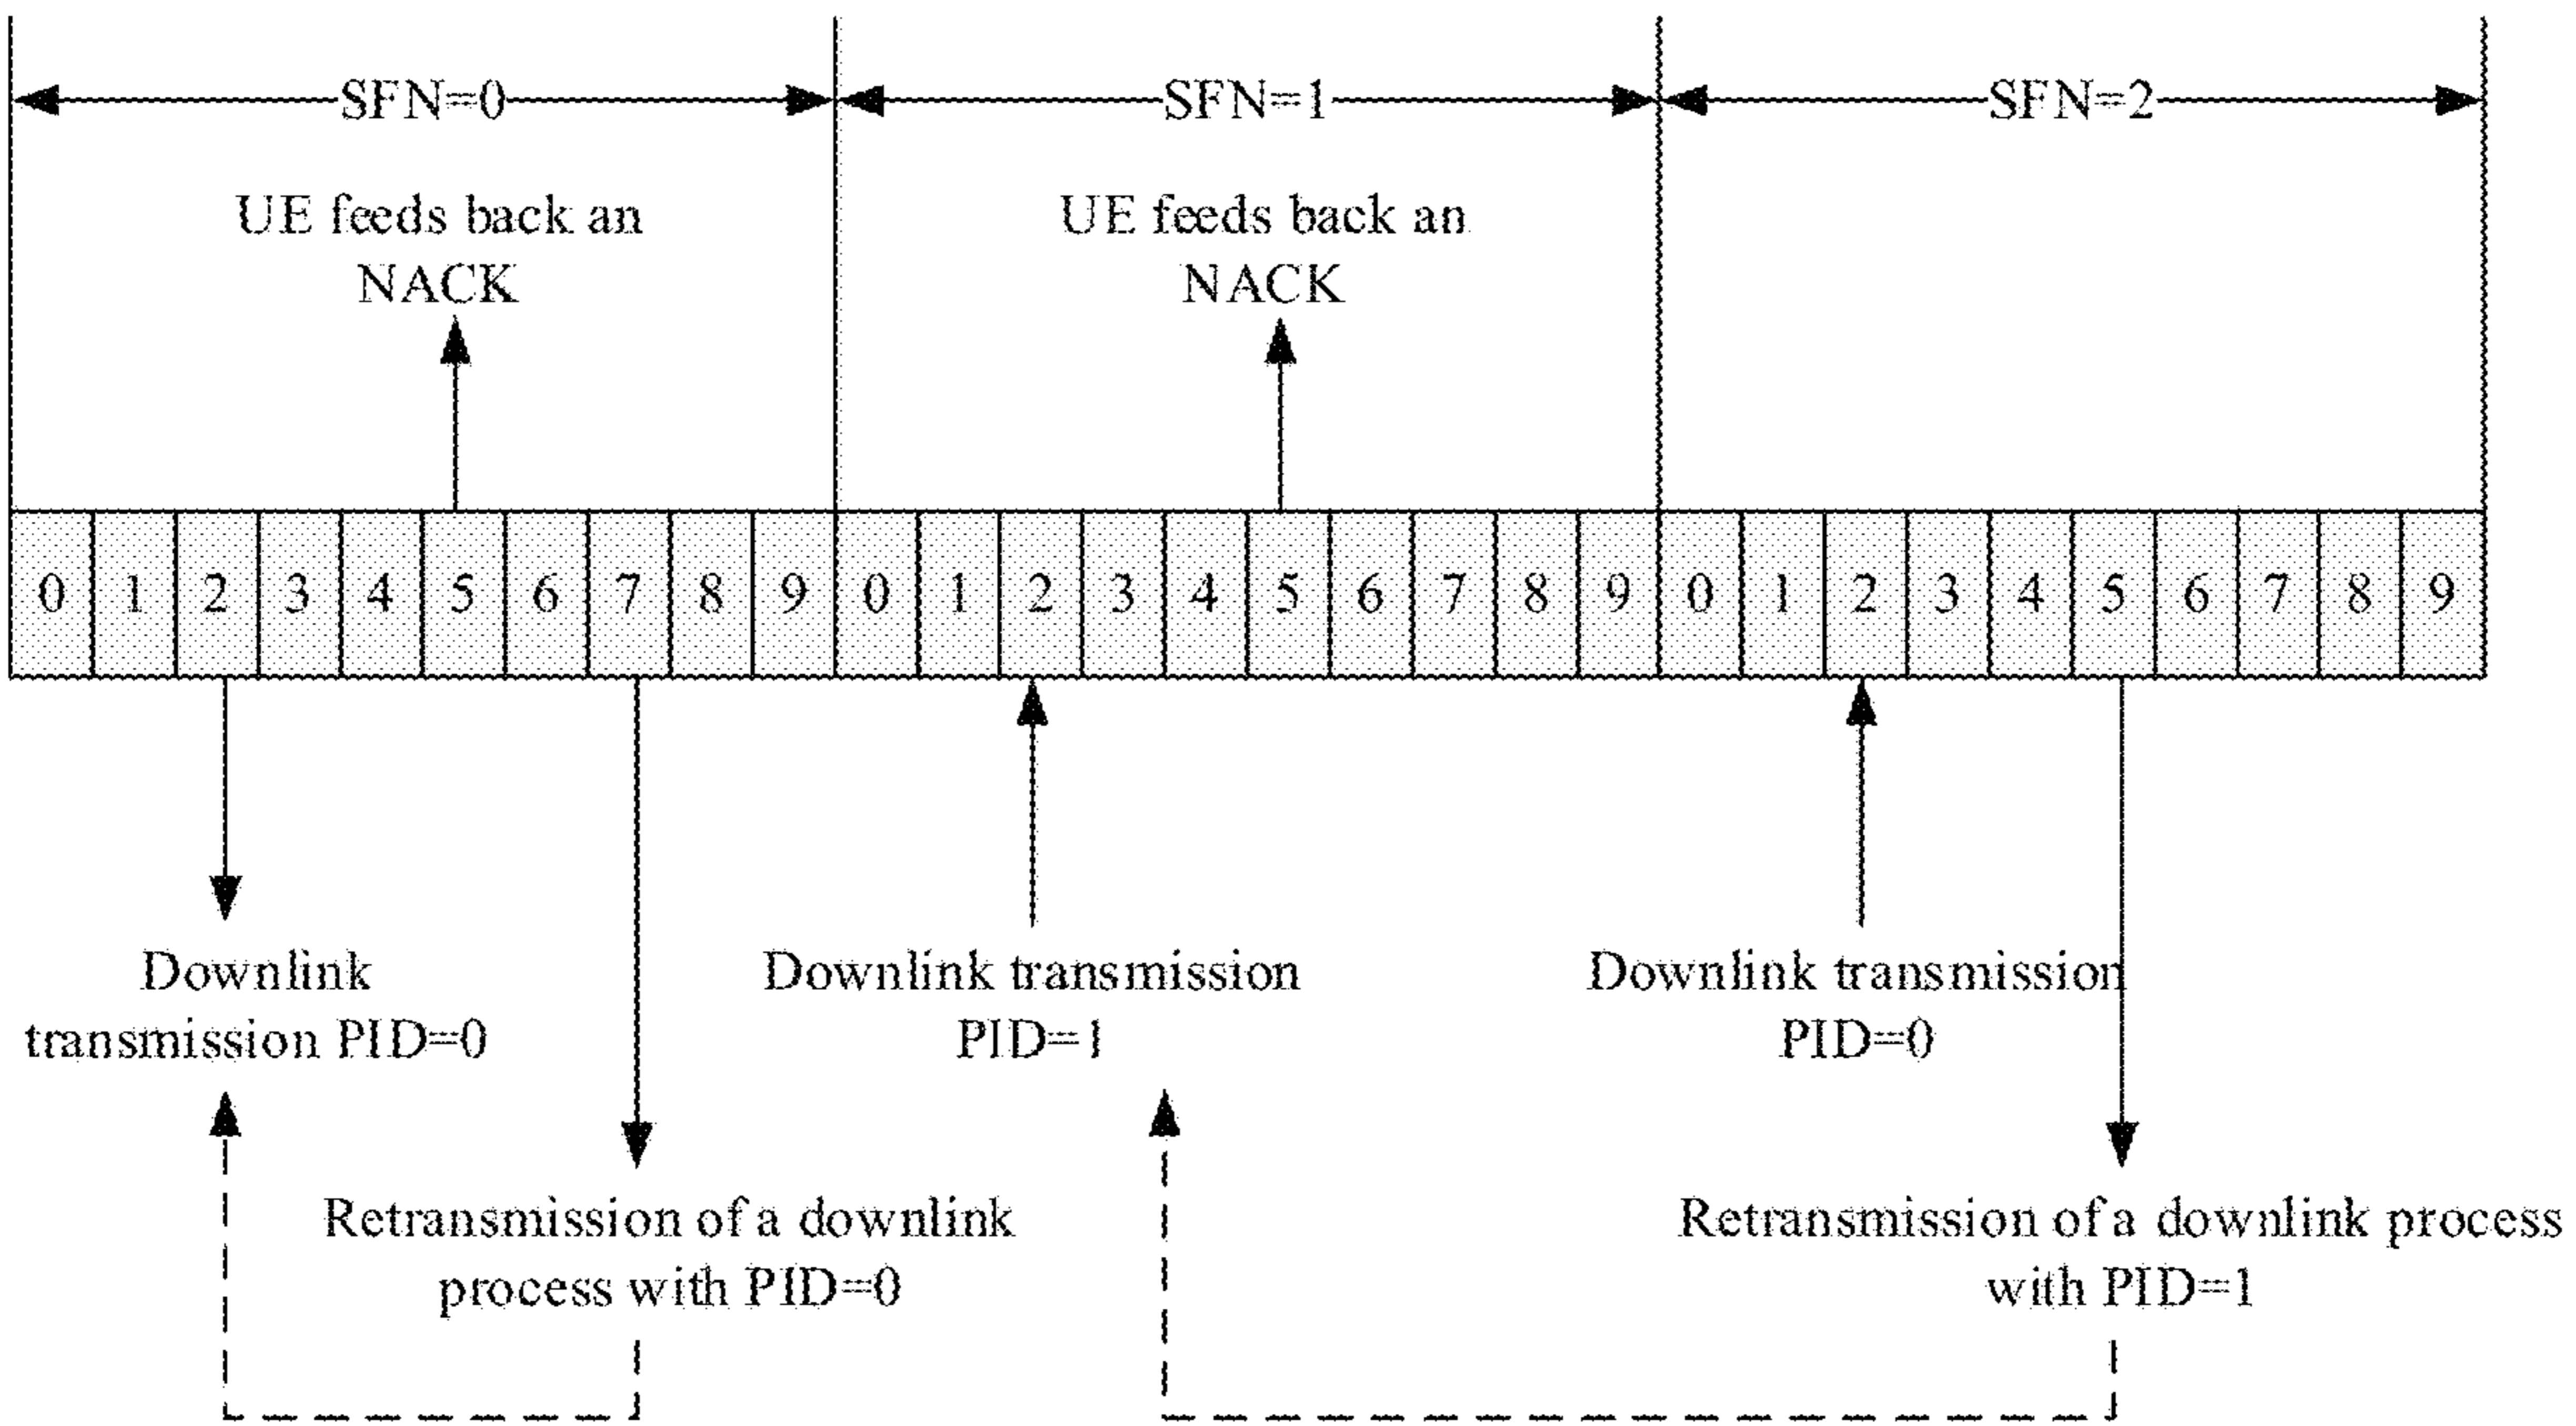 SFN=0 SFN=1 SFN=2
UE feeds back an
NACK
UE feeds back an
NACK
0 1 2 3 4 5 6 7 8 9 0 1 2 3 4 5 6 7 8 9 0 1 2 3 4 5 6 7 8 9
Downlink
transmission PID=0
Downlink transmission
PID=1
Downlink transmission
PID=0
Retransmission of a downlink
process with PID=0
Retransmission of a downlink process
with PID=1